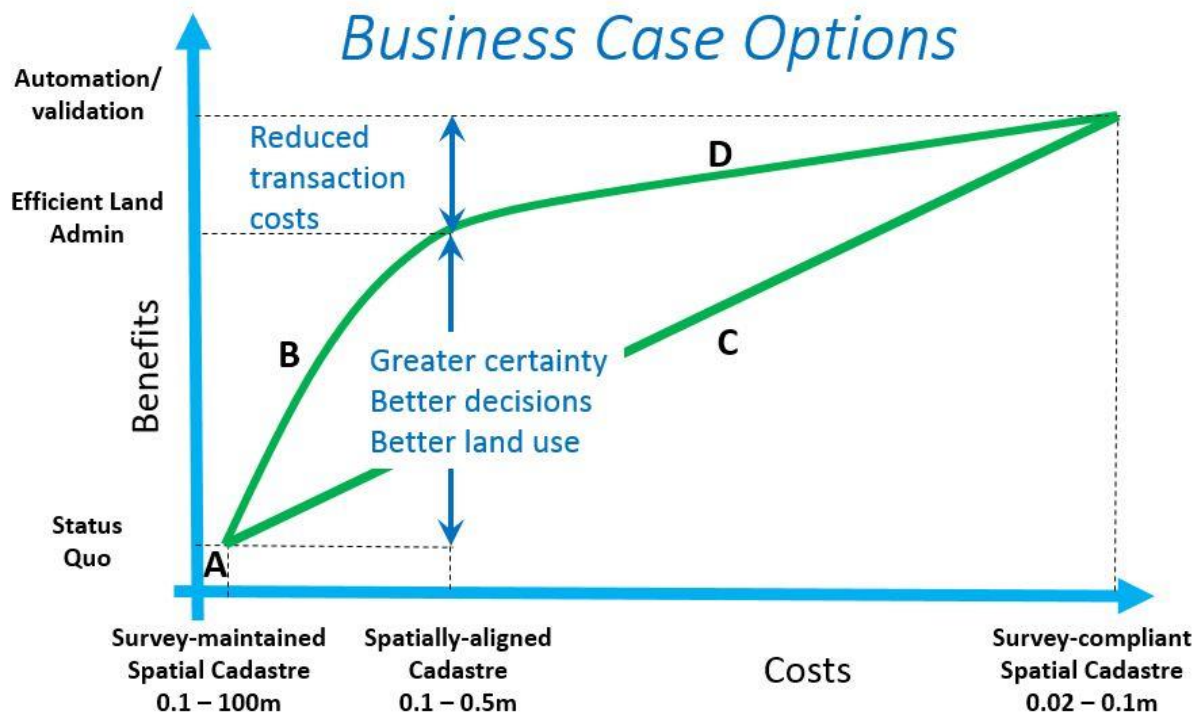 Business Case Options
Automation/
validation
Reduced
transaction
costs
D
Efficient Land
Admin
Benefits
B
C
Greater certainty
Better decisions
Better land use
Status
Quo
A
Survey-maintained
Spatial Cadastre
0.1 – 100m
Spatially-aligned
Cadastre
0.1 – 0.5m
Costs
Survey-compliant
Spatial Cadastre
0.02 – 0.1m